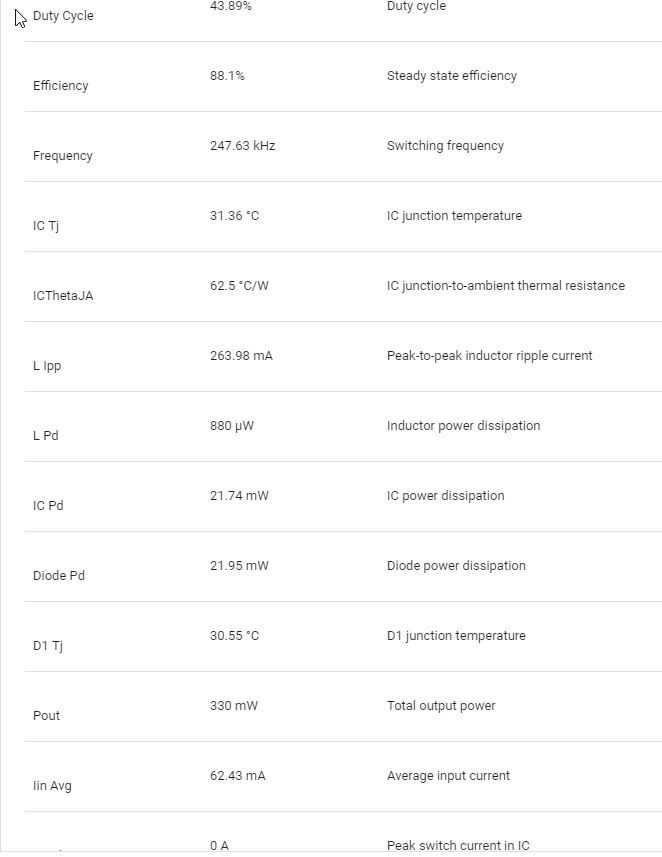 Duty Cycle 43.89% Duty cycle
Efficiency 88.1% Steady state efficiency
Frequency 247.63 kHz Switching frequency
IC Tj 31.36 °C IC junction temperature
ICThetaJA 62.5 °C/W IC junction-to-ambient thermal resistance
L Ipp 263.98 mA Peak-to-peak inductor ripple current
L Pd 880 µW Inductor power dissipation
IC Pd 21.74 mW IC power dissipation
Diode Pd 21.95 mW Diode power dissipation
D1 Tj 30.55 °C D1 junction temperature
Pout 330 mW Total output power
Iin Avg 62.43 mA Average input current
0 A Peak switch current in IC